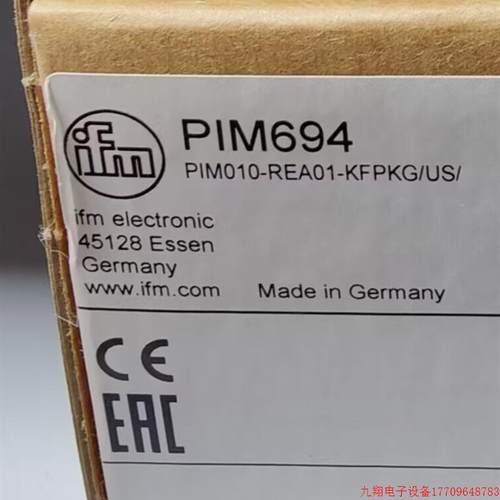 ifm
PIM694
PIM010-REA01-KFPKG/US/
ifm electronic
45128 Essen
Germany
www.ifm.com Made in Germany
CE
EAC
九翔电子设备17709648783